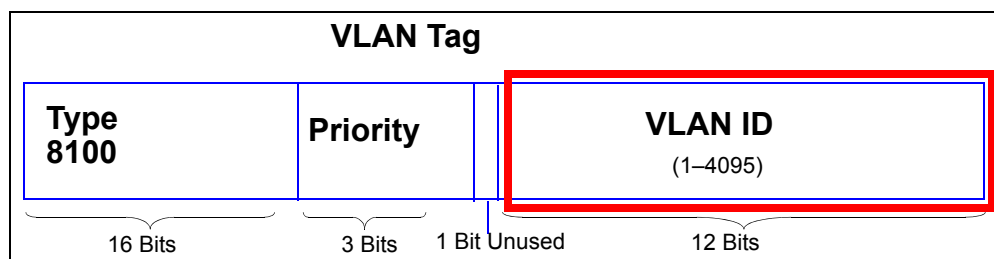 VLAN Tag
Type
8100
Priority
VLAN ID
(1–4095)
16 Bits
3 Bits
1 Bit Unused
12 Bits